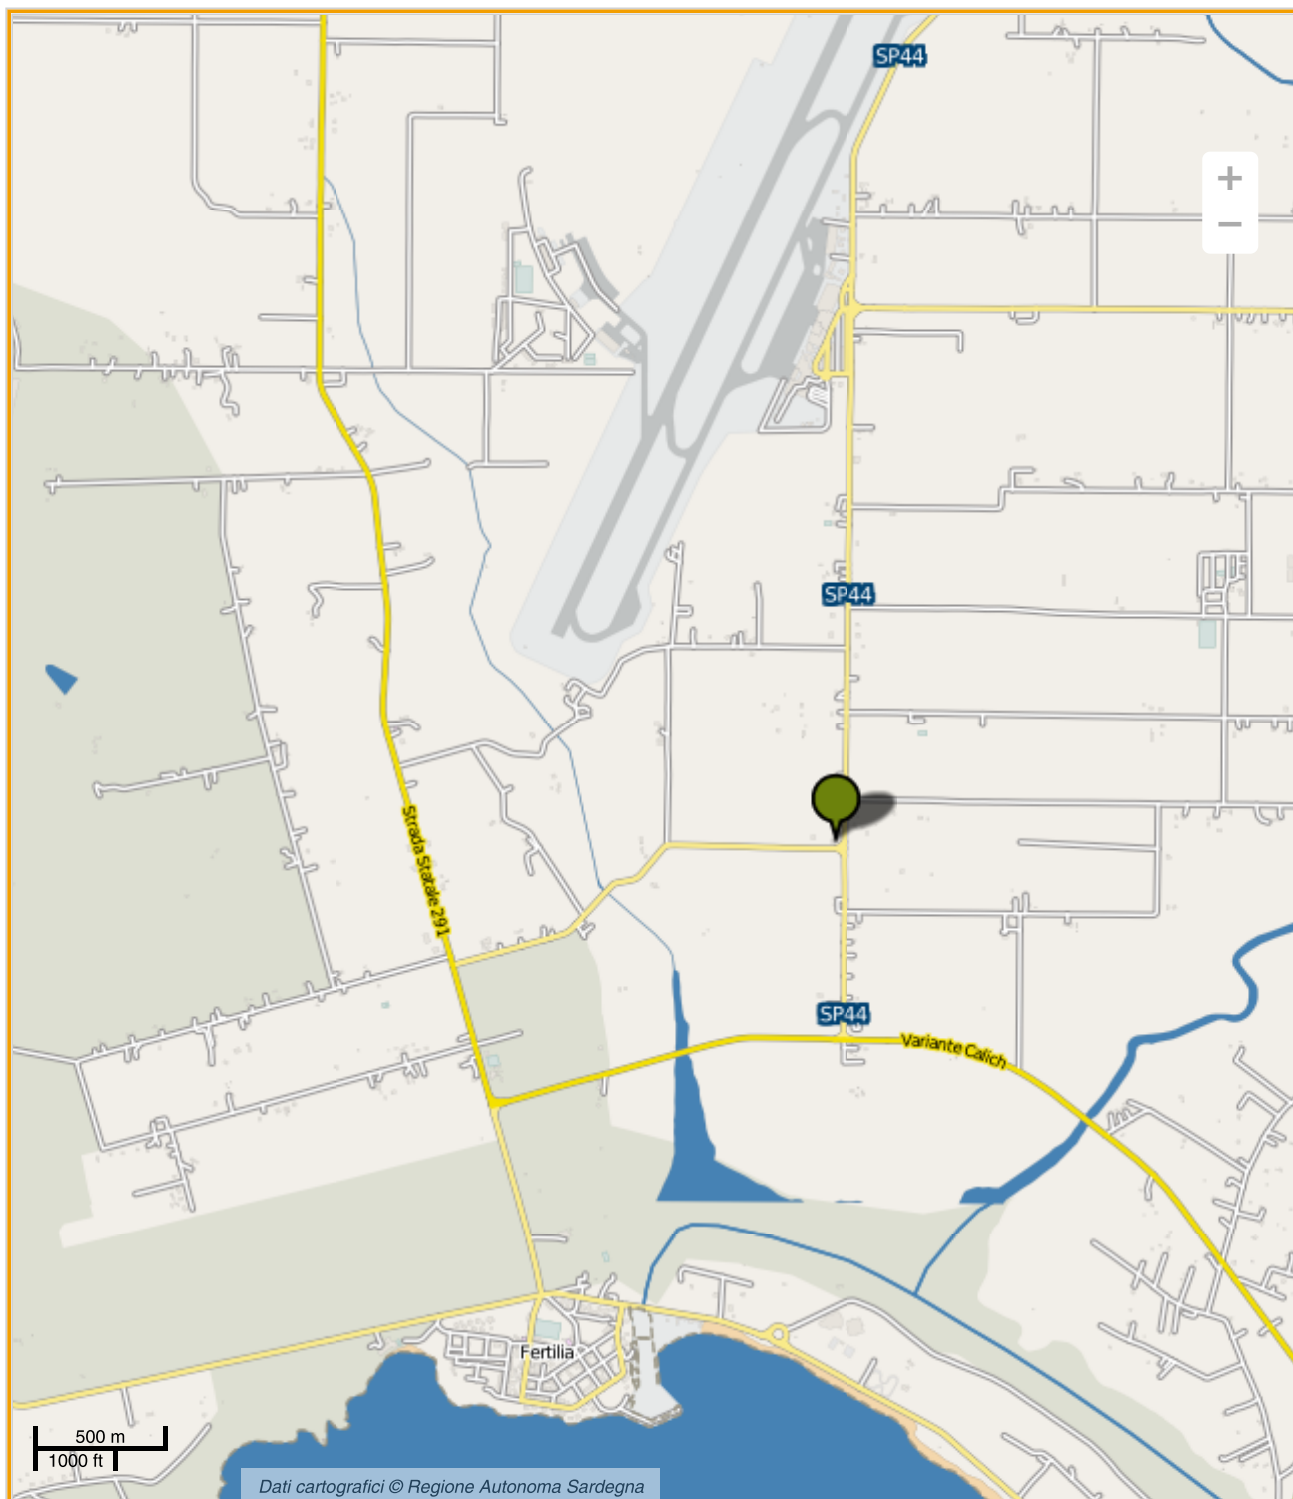 SP44
+
−
SP44
Strada Statale 291
SP44
Variante Calich
Fertilia
500 m
1000 ft
Dati cartografici © Regione Autonoma Sardegna